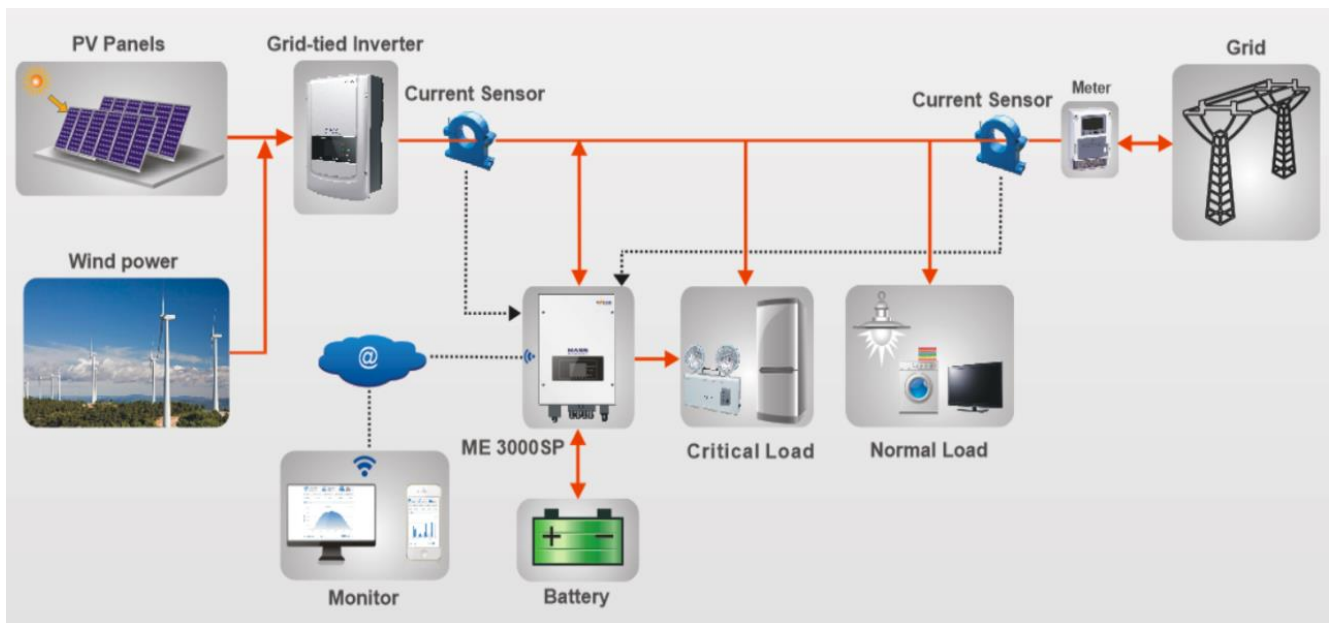 PV Panels
Grid-tied Inverter
Current Sensor
Current Sensor
Meter
Grid
Wind power
@
ME 3000SP
Critical Load
Normal Load
Monitor
Battery